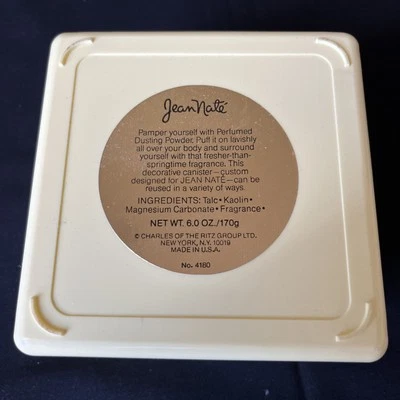 Jean Naté
Pamper yourself with Perfumed
Dusting Powder. Puff it on lavishly
all over your body and surround
yourself with that fresher-than-
springtime fragrance. This
decorative canister—custom
designed for JEAN NATÉ—can be
reused in a variety of ways.
INGREDIENTS: Talc • Kaolin •
Magnesium Carbonate • Fragrance •
NET WT. 6.0 OZ./170g
© CHARLES OF THE RITZ GROUP LTD.
NEW YORK, N.Y. 10019
MADE IN U.S.A.
No. 4180